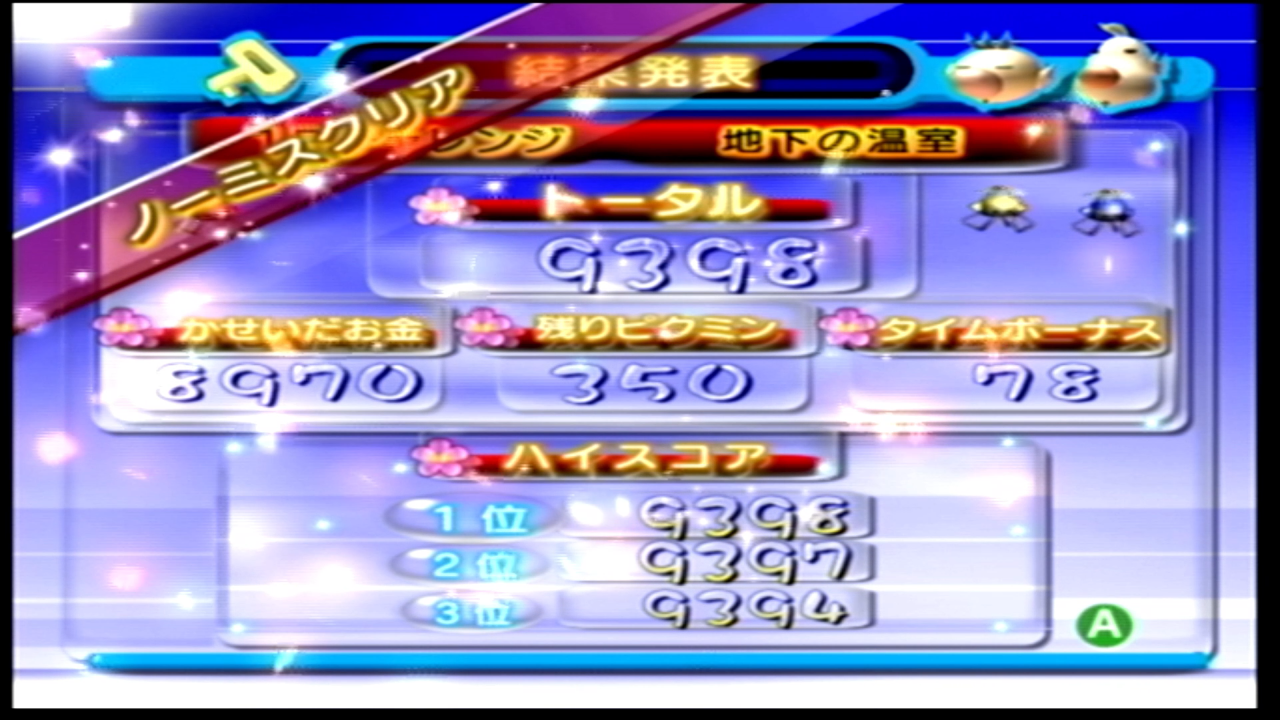 結果発表
ノーミスクリア
レンジ 地下の温室
トータル
9398
かせいだお金 残りピクミン タイムボーナス
8970 350 78
ハイスコア
1位 9398
2位 9397
3位 9394
A